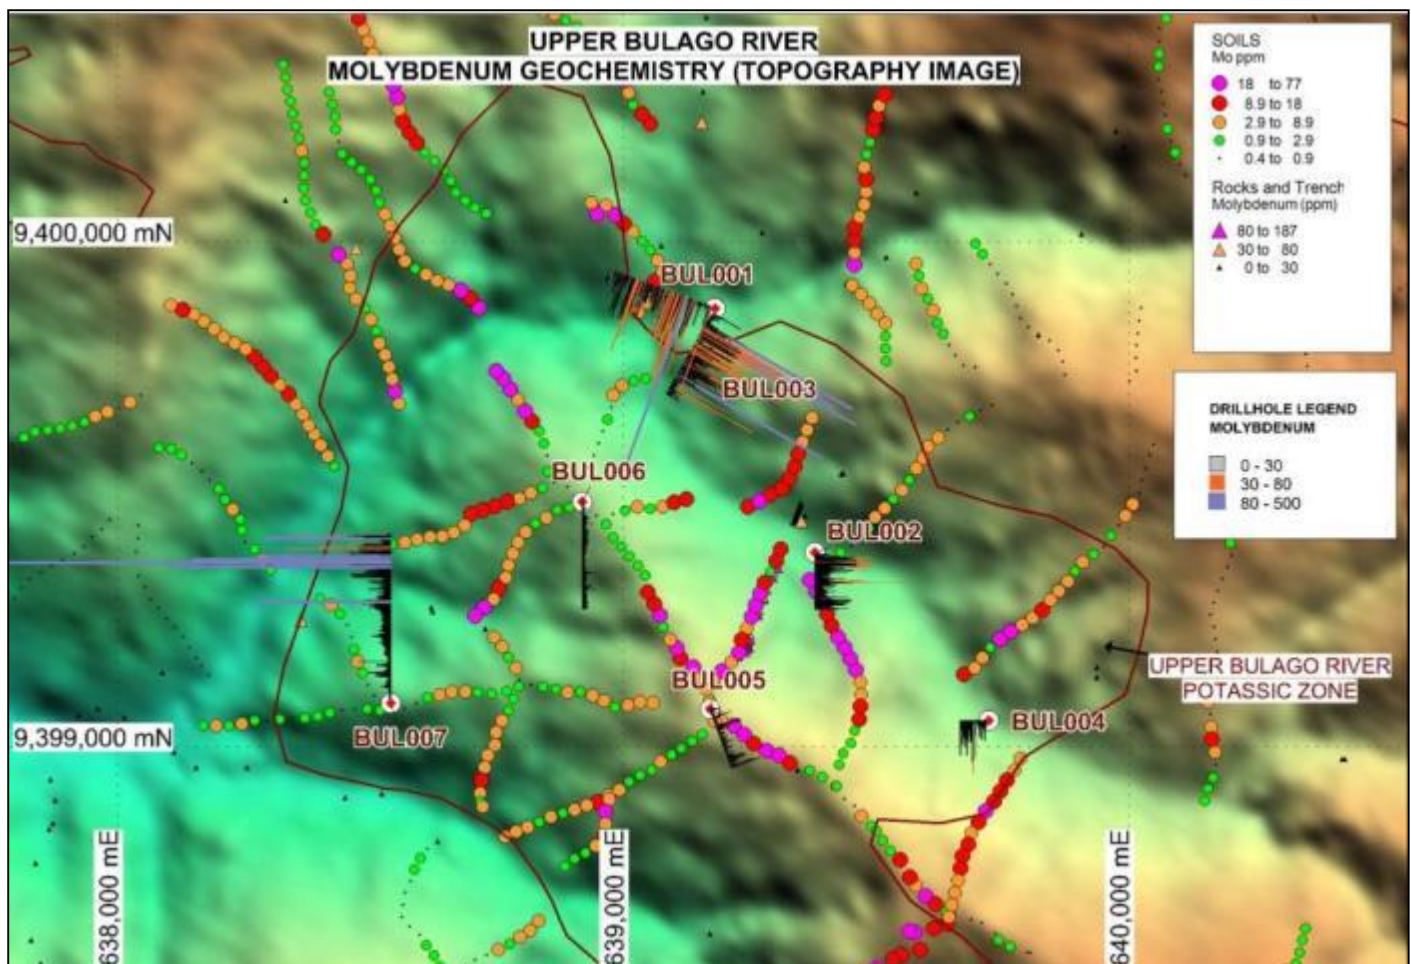 UPPER BULAGO RIVER
MOLYBDENUM GEOCHEMISTRY (TOPOGRAPHY IMAGE)
SOILS
Mo ppm
18 to 77
8.9 to 18
2.9 to 8.9
0.9 to 2.9
0.4 to 0.9
Rocks and Trench
Molybdenum (ppm)
80 to 187
30 to 80
0 to 30
9,400,000 mN
BUL001
BUL003
DRILLHOLE LEGEND
MOLYBDENUM
0 - 30
30 - 80
80 - 500
BUL006
BUL002
UPPER BULAGO RIVER
POTASSIC ZONE
BUL005
BUL004
BUL007
9,399,000 mN
638,000 mE
639,000 mE
640,000 mE